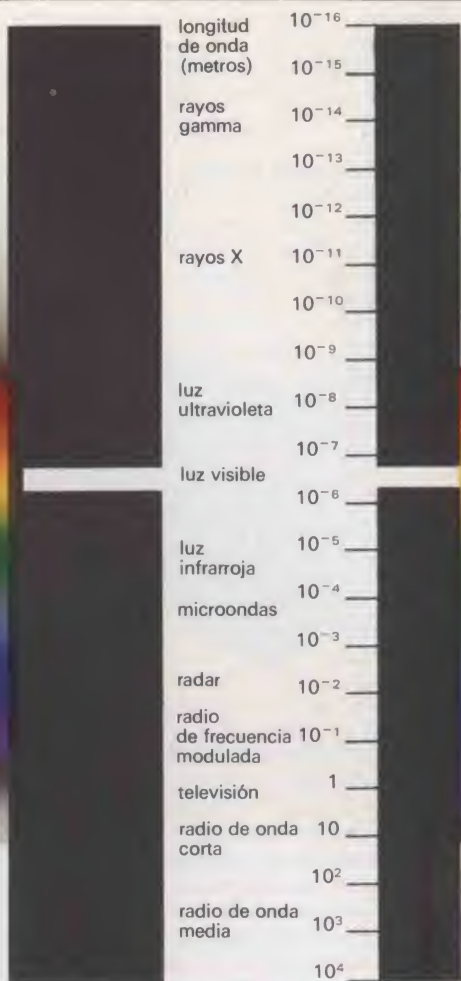 longitud 10⁻¹⁶
de onda
(metros) 10⁻¹⁵
rayos 10⁻¹⁴
gamma
10⁻¹³
10⁻¹²
rayos X 10⁻¹¹
10⁻¹⁰
10⁻⁹
luz 10⁻⁸
ultravioleta
10⁻⁷
luz visible
10⁻⁶
luz 10⁻⁵
infrarroja
10⁻⁴
microondas
10⁻³
radar 10⁻²
radio
de frecuencia 10⁻¹
modulada
televisión 1
radio de onda 10
corta
10²
radio de onda 10³
media
10⁴